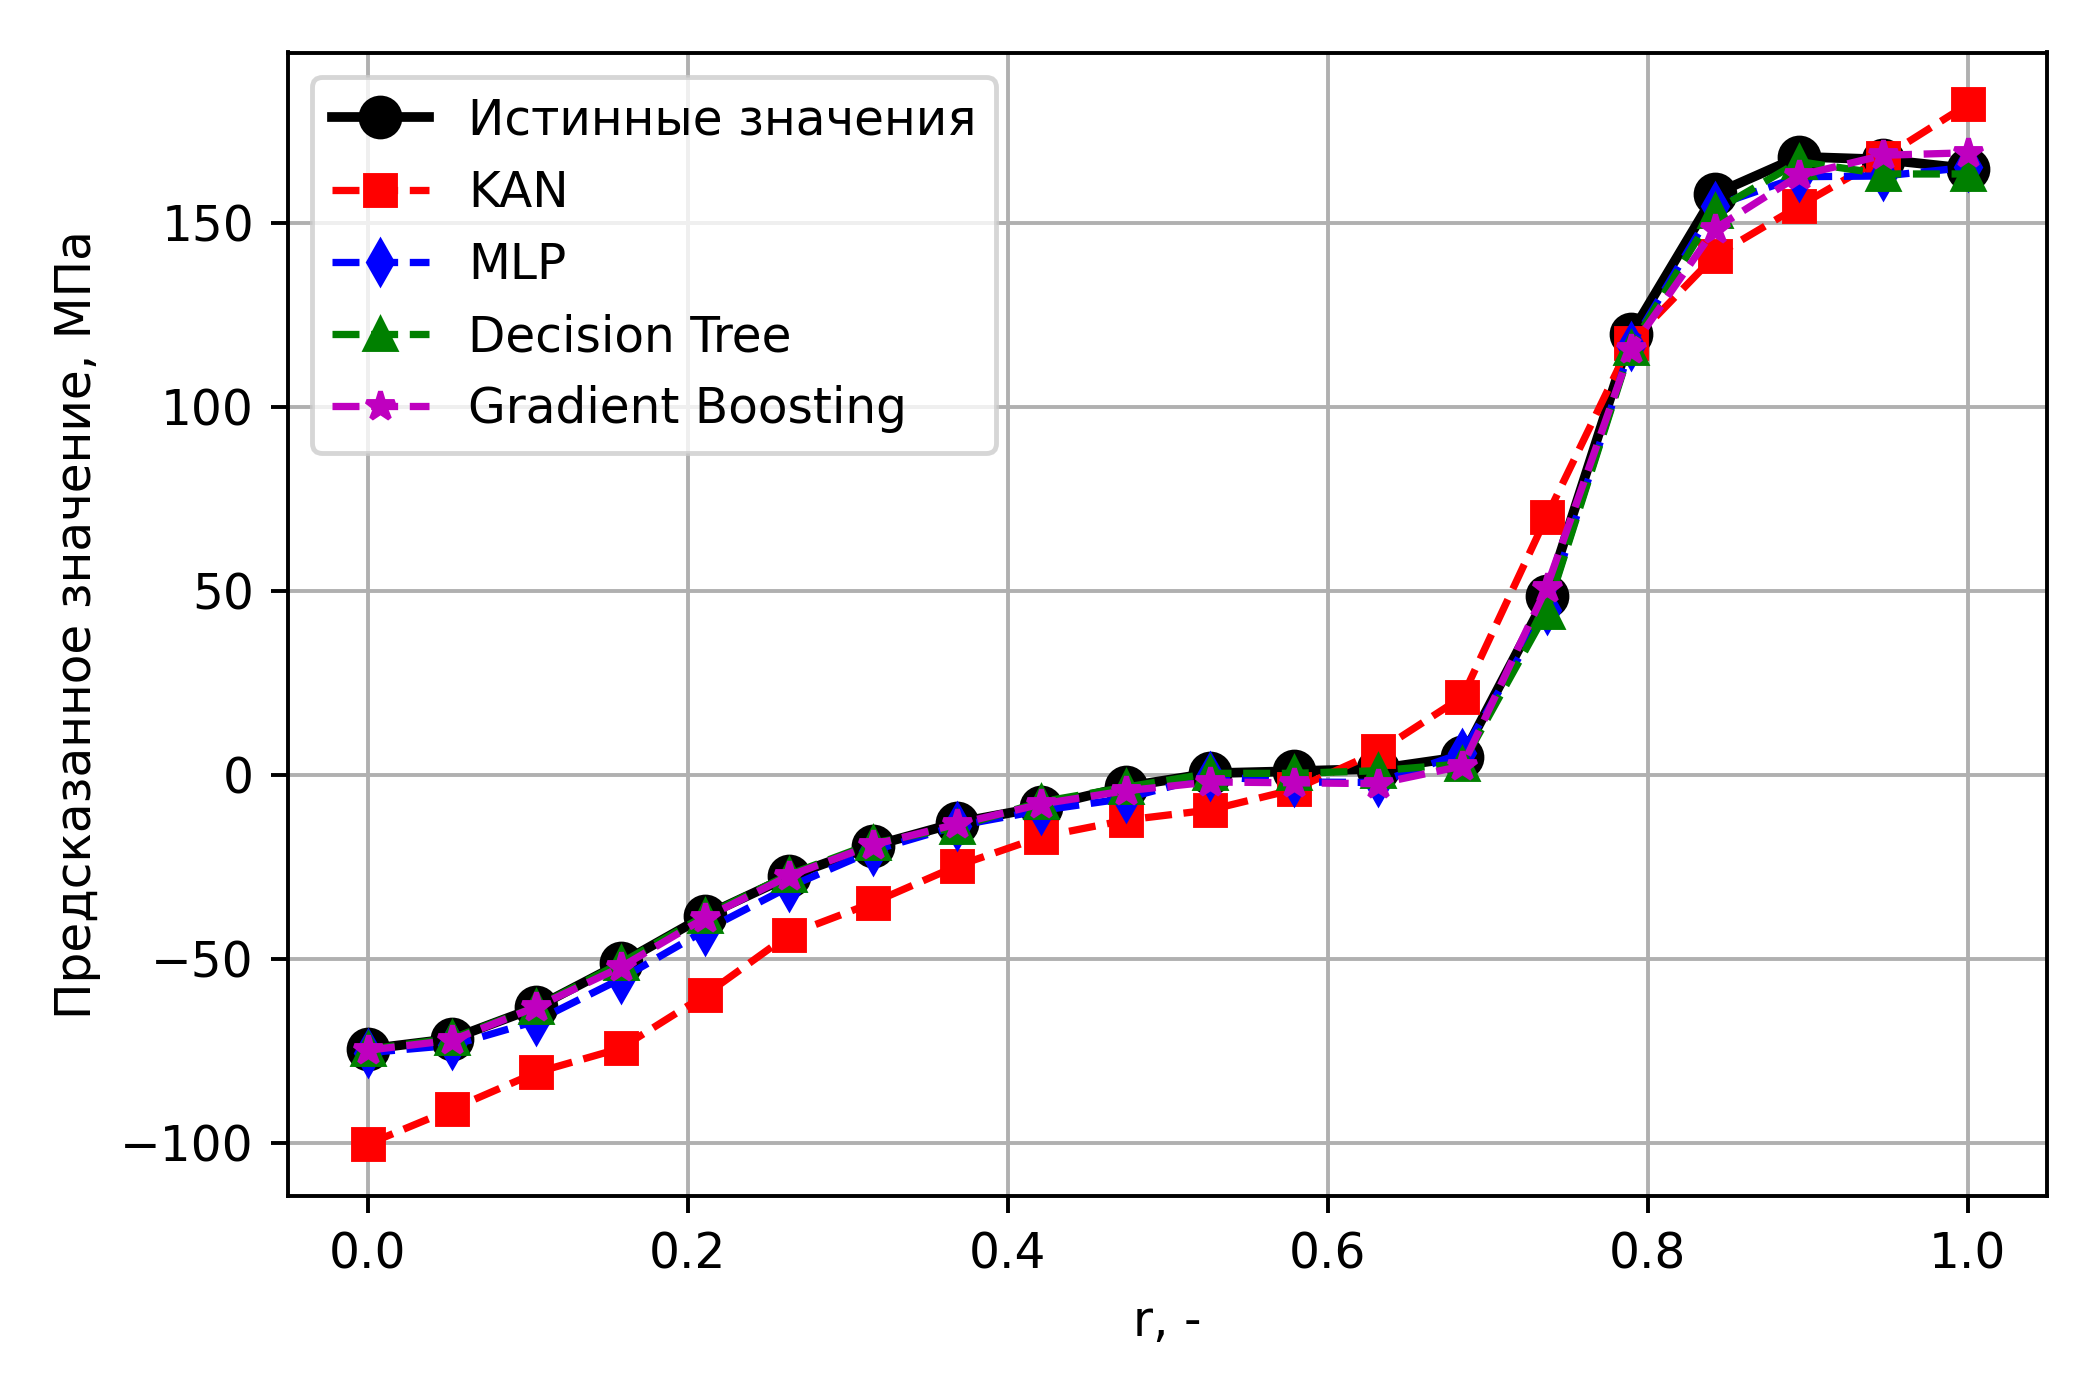 Истинные значения
KAN
MLP
Decision Tree
Gradient Boosting
Предсказанное значение, МПа
150
100
50
0
−50
−100
0.0 0.2 0.4 0.6 0.8 1.0
r, -